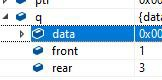 ptr 0x00
q {data
data 0x00
front 1
rear 3